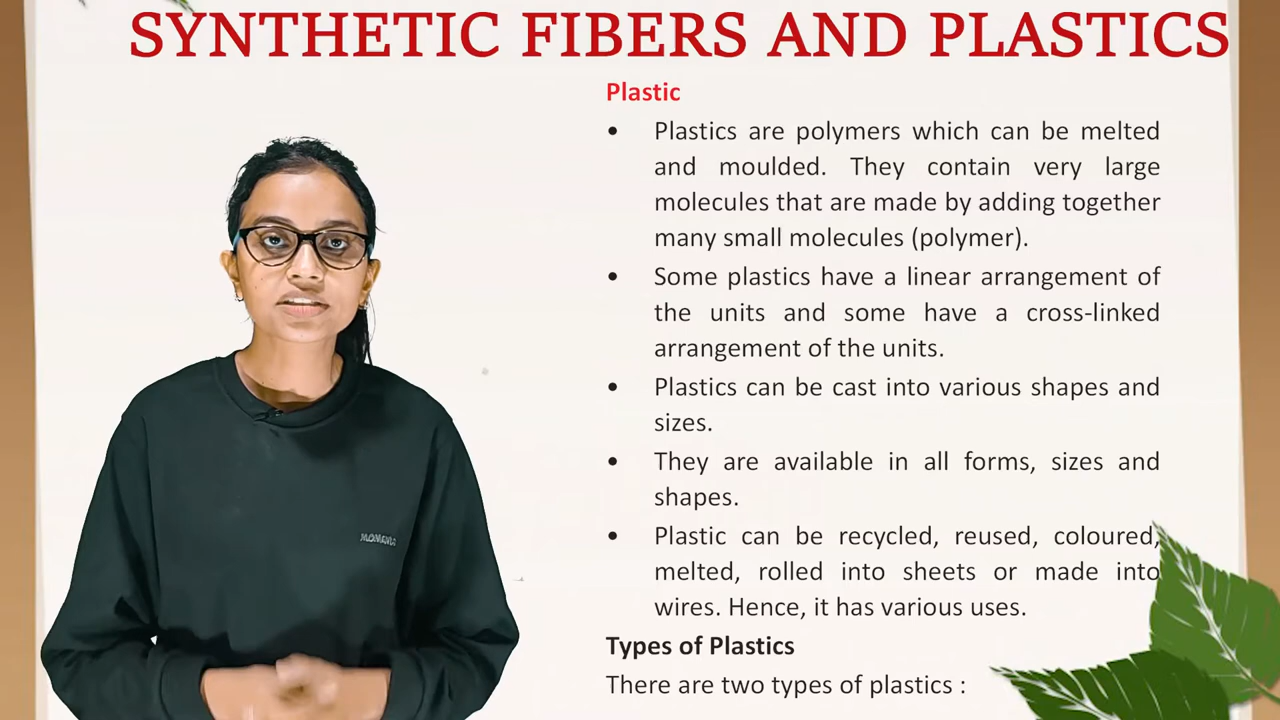 SYNTHETIC FIBERS AND PLASTICS
Plastic
• Plastics are polymers which can be melted
and moulded. They contain very large
molecules that are made by adding together
many small molecules (polymer).
• Some plastics have a linear arrangement of
the units and some have a cross-linked
arrangement of the units.
• Plastics can be cast into various shapes and
sizes.
• They are available in all forms, sizes and
shapes.
• Plastic can be recycled, reused, coloured,
melted, rolled into sheets or made into
wires. Hence, it has various uses.
Types of Plastics
There are two types of plastics :